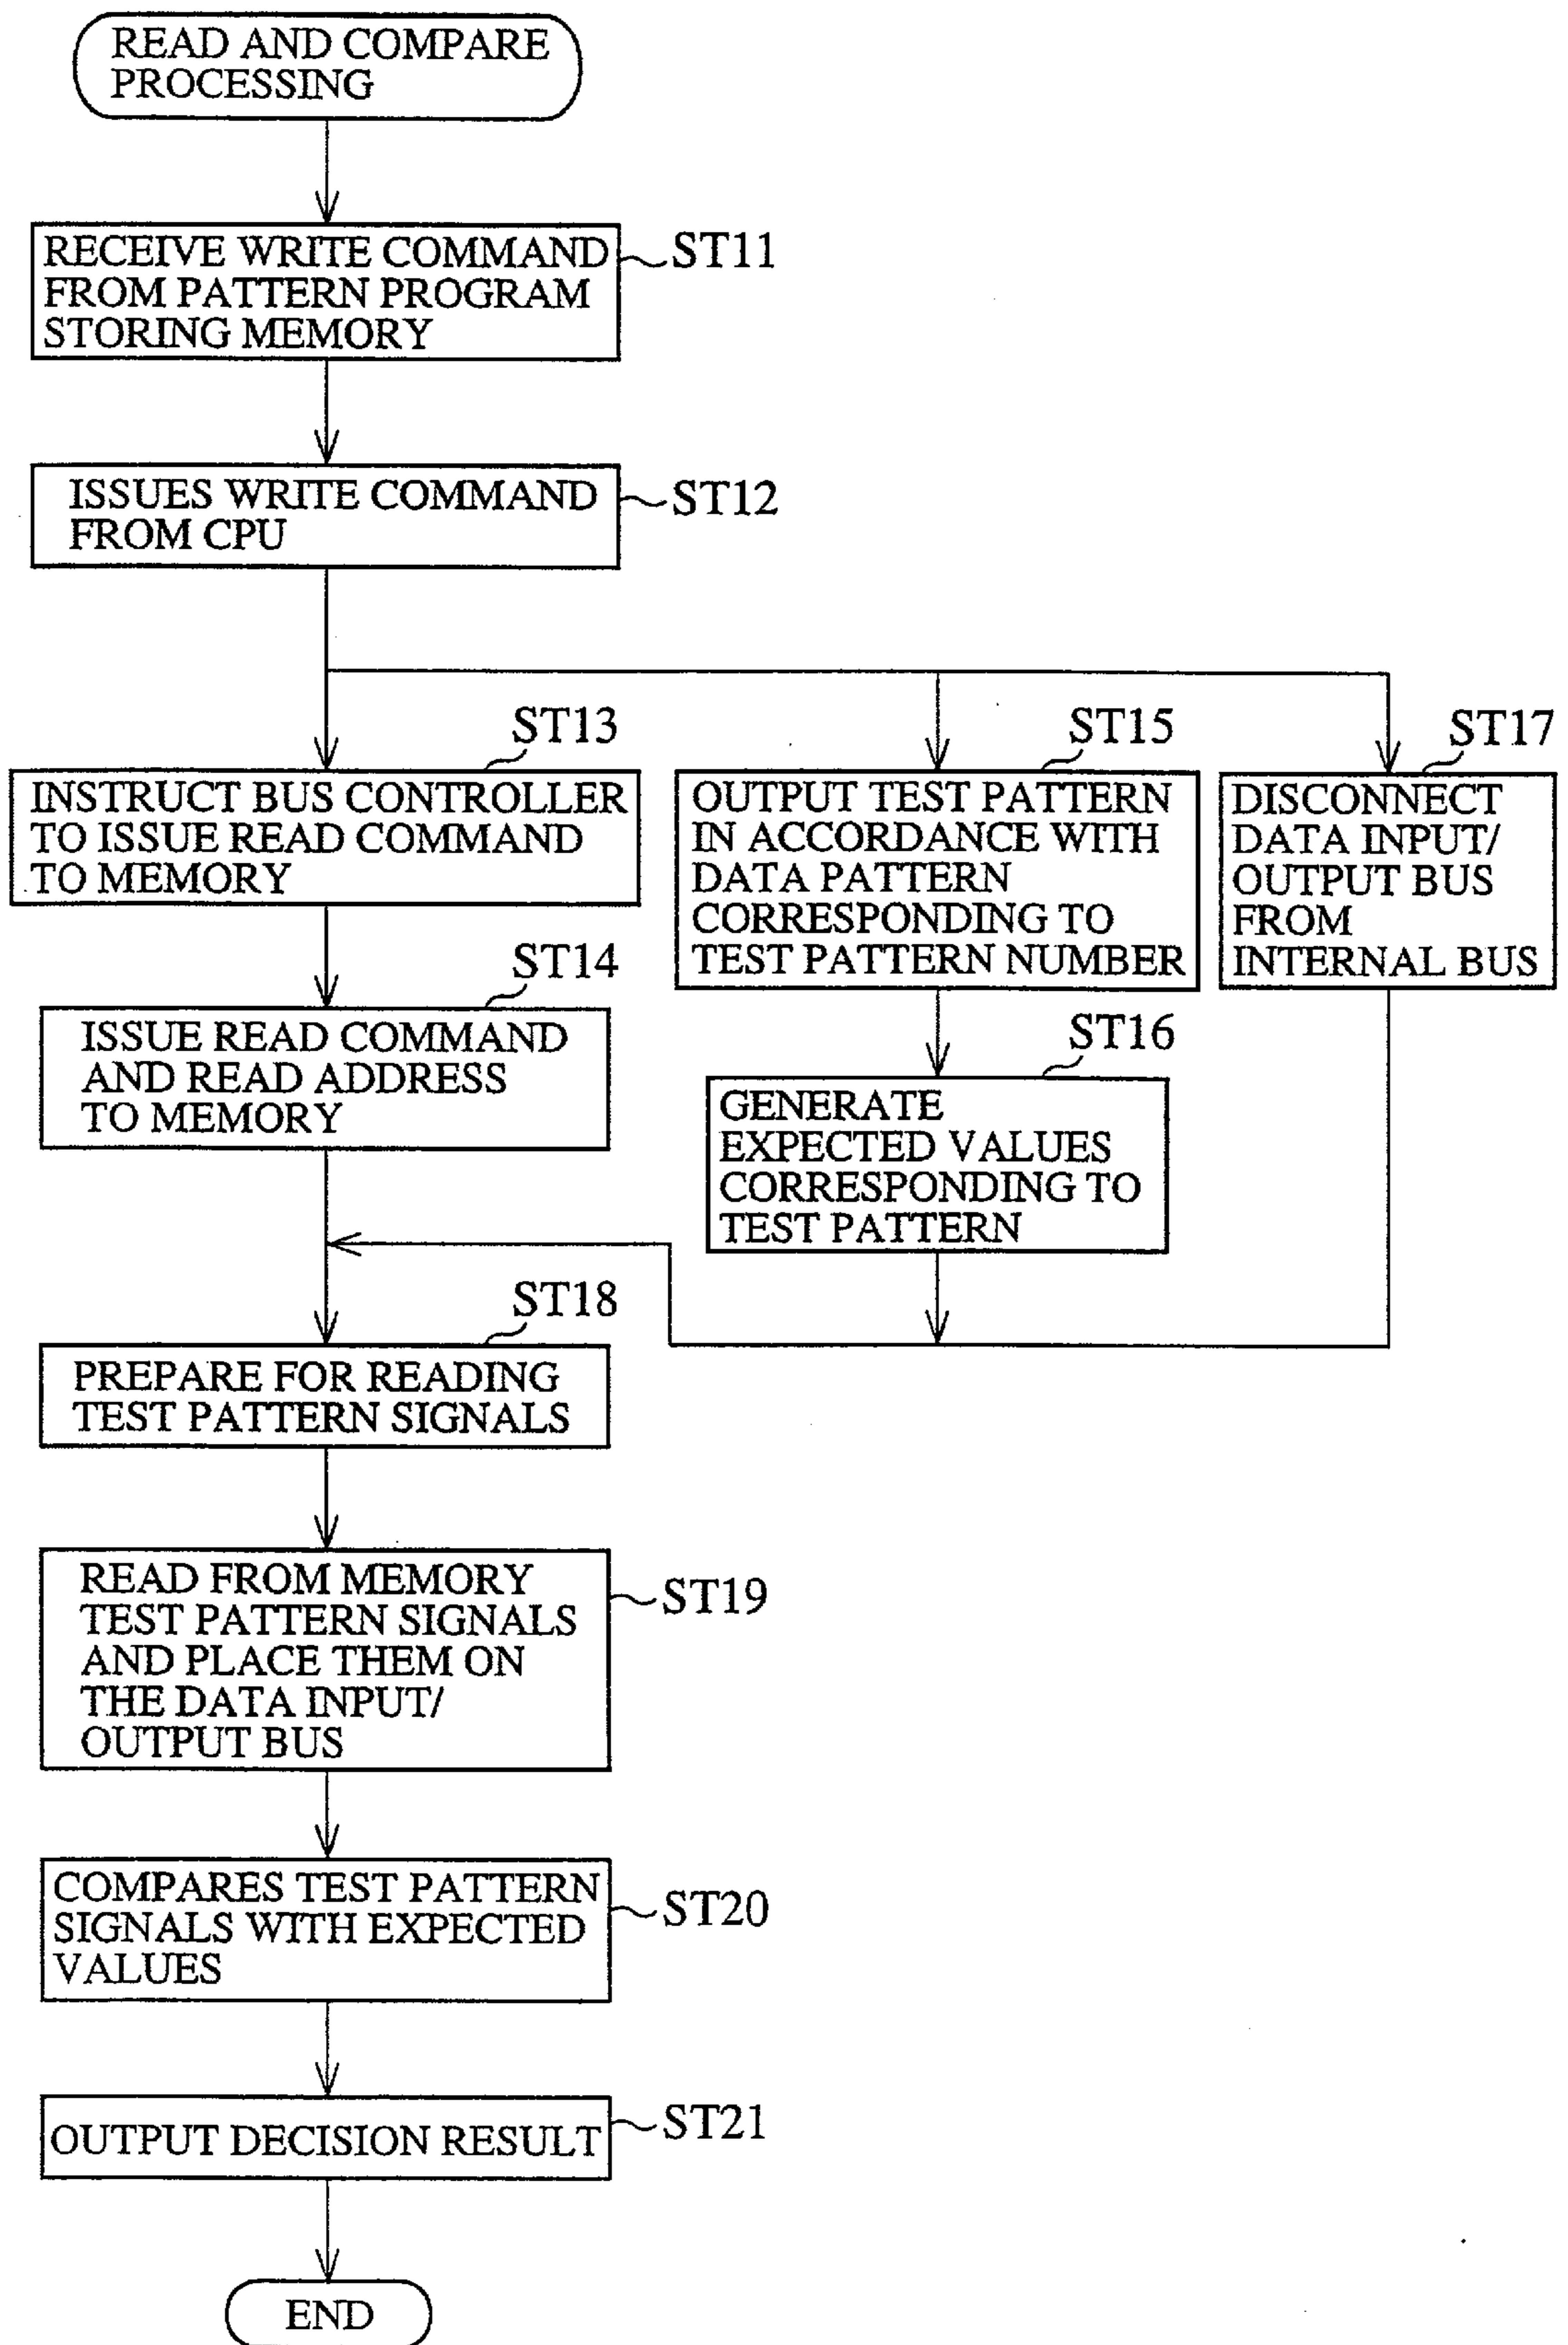 READ AND COMPARE
PROCESSING
RECEIVE WRITE COMMAND
FROM PATTERN PROGRAM
STORING MEMORY
ST11
ISSUES WRITE COMMAND
FROM CPU
ST12
ST13
INSTRUCT BUS CONTROLLER
TO ISSUE READ COMMAND
TO MEMORY
ST14
ISSUE READ COMMAND
AND READ ADDRESS
TO MEMORY
ST15
OUTPUT TEST PATTERN
IN ACCORDANCE WITH
DATA PATTERN
CORRESPONDING TO
TEST PATTERN NUMBER
ST16
GENERATE
EXPECTED VALUES
CORRESPONDING TO
TEST PATTERN
ST17
DISCONNECT
DATA INPUT/
OUTPUT BUS
FROM
INTERNAL BUS
ST18
PREPARE FOR READING
TEST PATTERN SIGNALS
READ FROM MEMORY
TEST PATTERN SIGNALS
AND PLACE THEM ON
THE DATA INPUT/
OUTPUT BUS
ST19
COMPARES TEST PATTERN
SIGNALS WITH EXPECTED
VALUES
ST20
OUTPUT DECISION RESULT
ST21
END